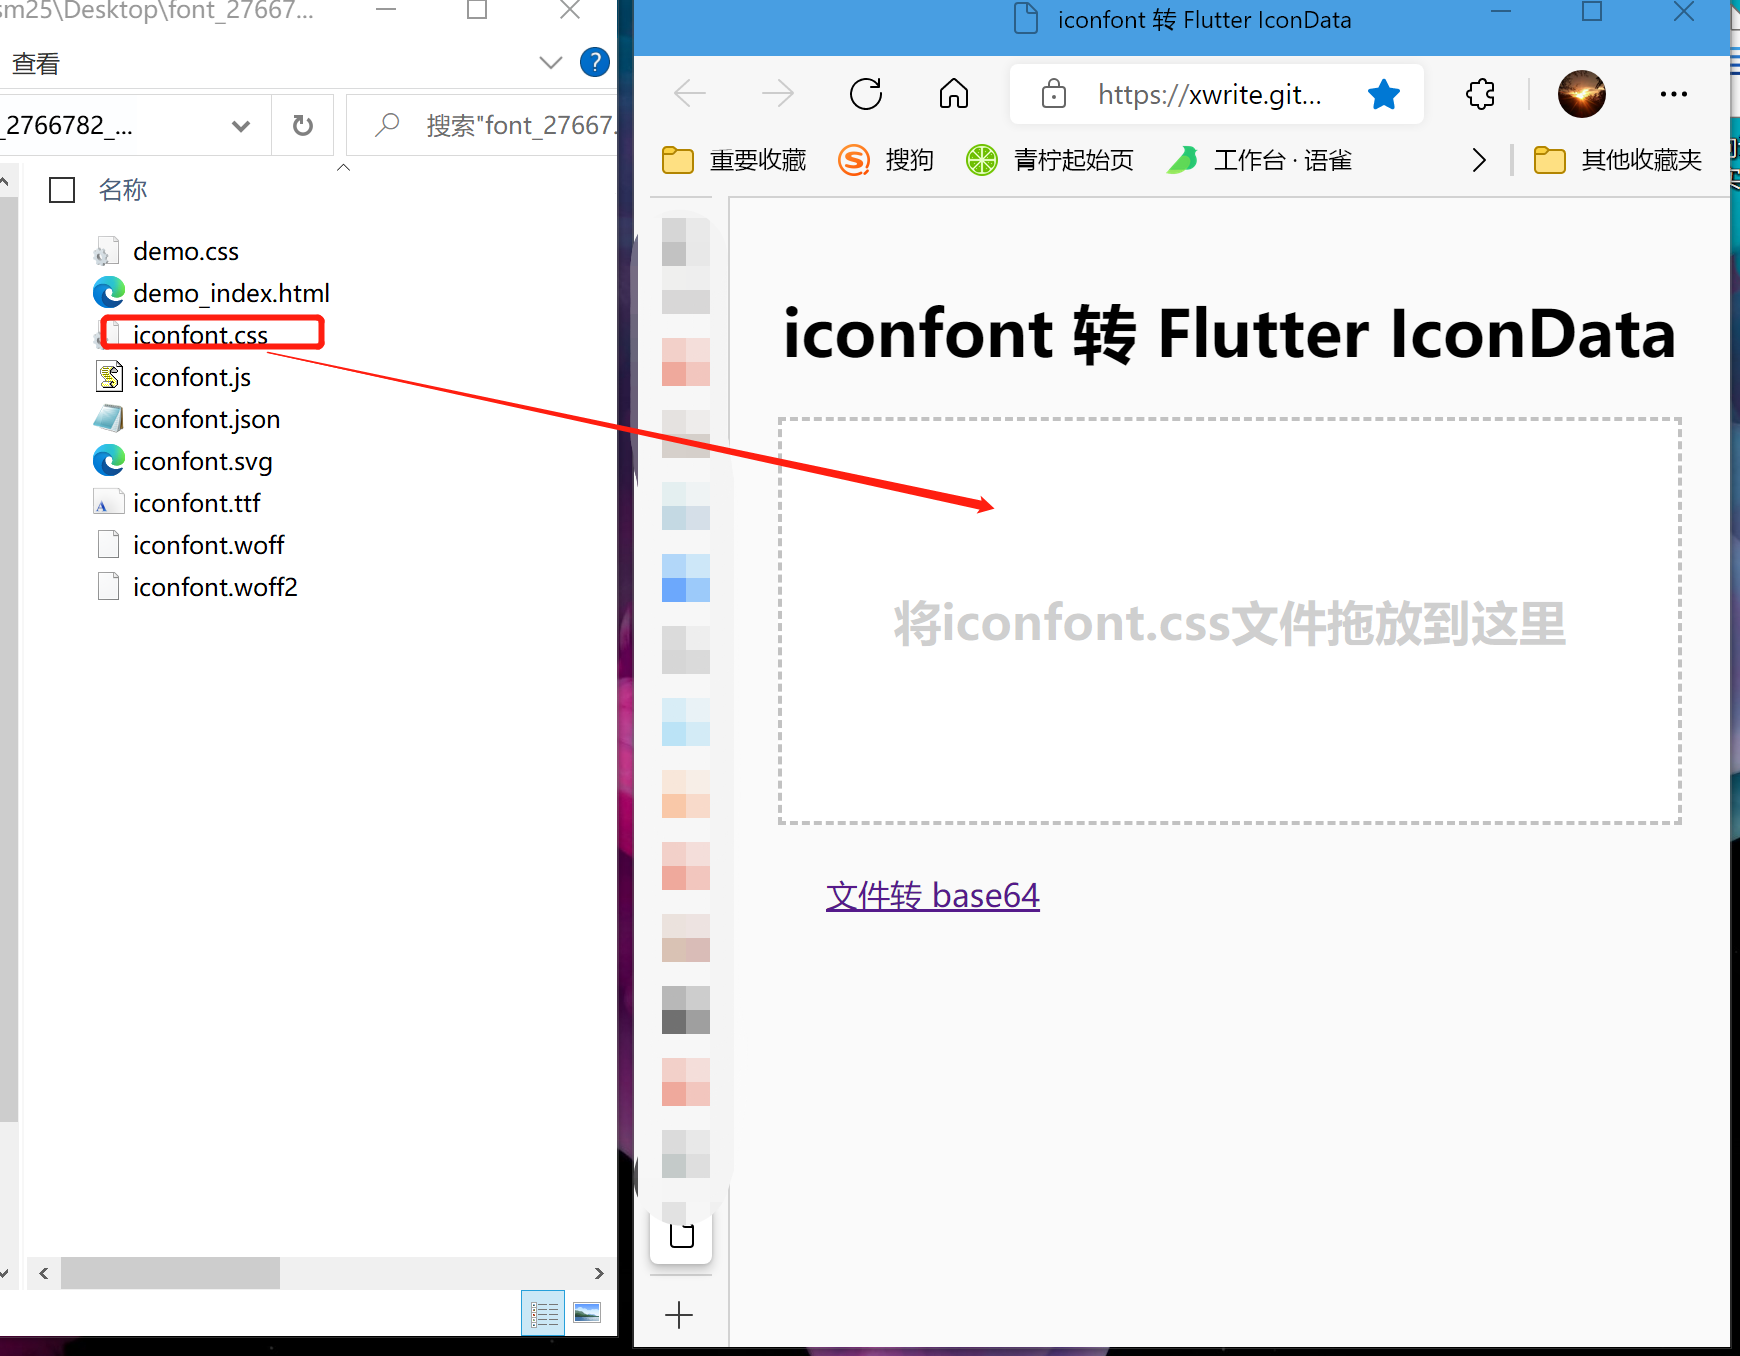 sm25\Desktop\font_27667...
查看
?
_2766782_...
搜索"font_27667.
名称
demo.css
demo_index.html
iconfont.css
iconfont.js
iconfont.json
iconfont.svg
iconfont.ttf
iconfont.woff
iconfont.woff2
iconfont 转 Flutter IconData
https://xwrite.git...
重要收藏
搜狗
青柠起始页
工作台 · 语雀
其他收藏夹
iconfont 转 Flutter IconData
将iconfont.css文件拖放到这里
文件转 base64